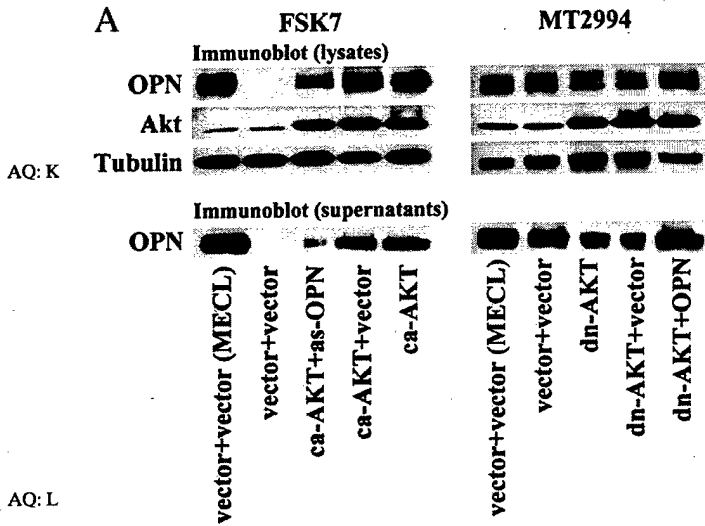 A
FSK7
MT2994
Immunoblot (lysates)
OPN
Akt
AQ: K
Tubulin
Immunoblot (supernatants)
OPN
vector+vector (MECL)
vector+vector
ca-AKT+as-OPN
ca-AKT+vector
ca-AKT
vector+vector (MECL)
vector+vector
dn-AKT
dn-AKT+vector
dn-AKT+OPN
AQ: L